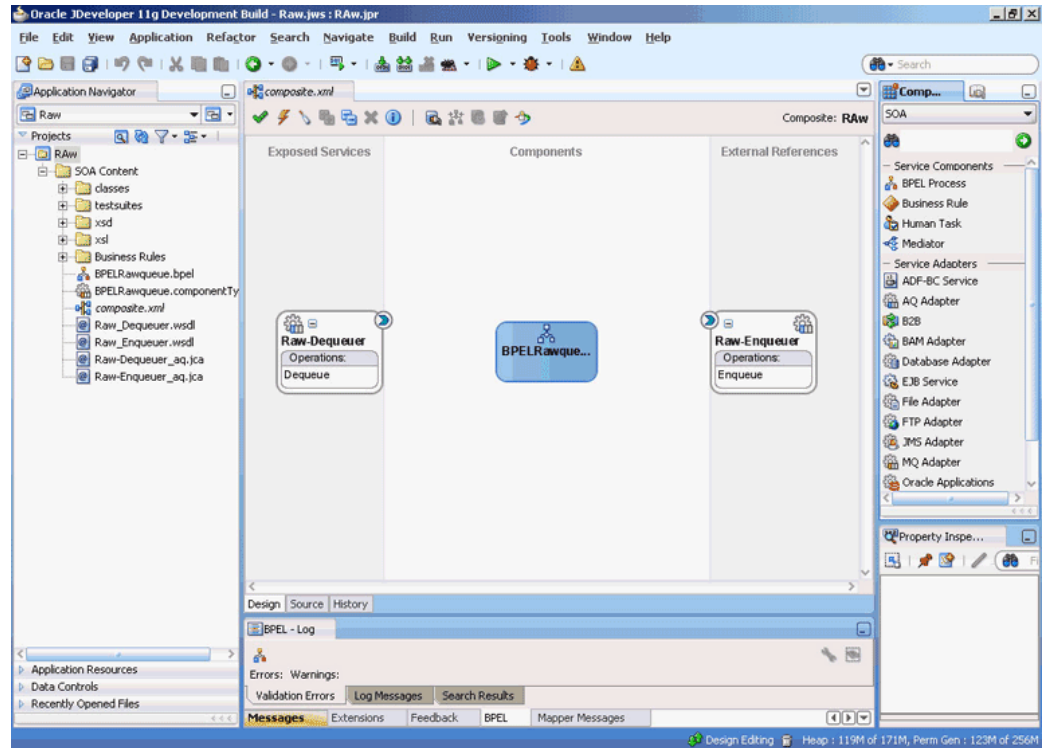 Oracle JDeveloper 11g Development Build - Raw.jws : RAw.jpr
File Edit View Application Refactor Search Navigate Build Run Versioning Tools Window Help
Search
Application Navigator
Raw
Projects
RAw
SOA Content
classes
testsuites
xsd
xsl
Business Rules
BPELRawqueue.bpel
BPELRawqueue.componentTy
composite.xml
Raw_Dequeuer.wsdl
Raw_Enqueuer.wsdl
Raw-Dequeuer_aq.jca
Raw-Enqueuer_aq.jca
Application Resources
Data Controls
Recently Opened Files
composite.xml
Composite: RAw
Exposed Services
Components
External References
Raw-Dequeuer
Operations:
Dequeue
BPELRawque...
Raw-Enqueuer
Operations:
Enqueue
Design Source History
BPEL - Log
Errors: Warnings:
Validation Errors Log Messages Search Results
Messages Extensions Feedback BPEL Mapper Messages
Comp...
SOA
Service Components
BPEL Process
Business Rule
Human Task
Mediator
Service Adapters
ADF-BC Service
AQ Adapter
B2B
BAM Adapter
Database Adapter
EJB Service
File Adapter
FTP Adapter
JMS Adapter
MQ Adapter
Oracle Applications
Property Inspe...
Fi
Design Editing Heap : 119M of 171M, Perm Gen : 123M of 256M